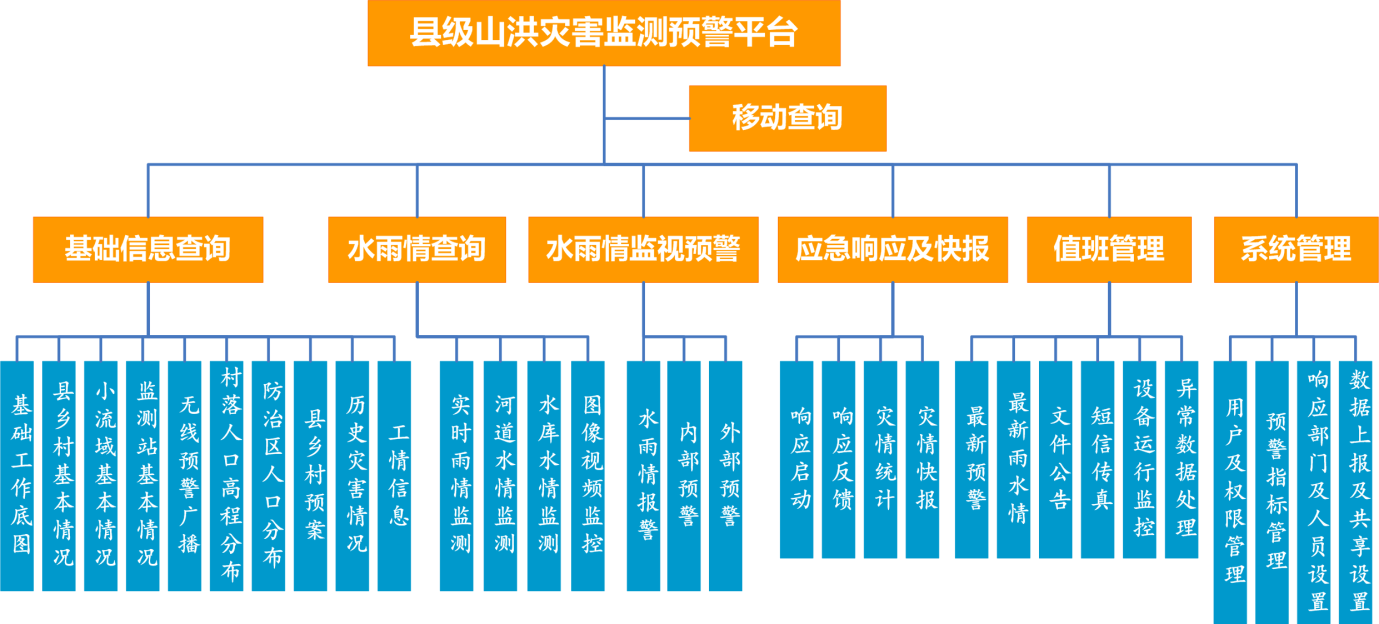 县级山洪灾害监测预警平台
移动查询
基础信息查询
水雨情查询
水雨情监视预警
应急响应及快报
值班管理
系统管理
基础工作底图
县乡村基本情况
小流域基本情况
监测站基本情况
无线预警广播
村落人口高程分布
防治区人口分布
县乡村预案
历史灾害情况
工情信息
实时雨情监测
河道水情监测
水库水情监测
图像视频监控
水雨情报警
内部预警
外部预警
响应启动
响应反馈
灾情统计
灾情快报
最新预警
最新雨水情
文件公告
短信传真
设备运行监控
异常数据处理
用户及权限管理
预警指标管理
响应部门及人员设置
数据上报及共享设置